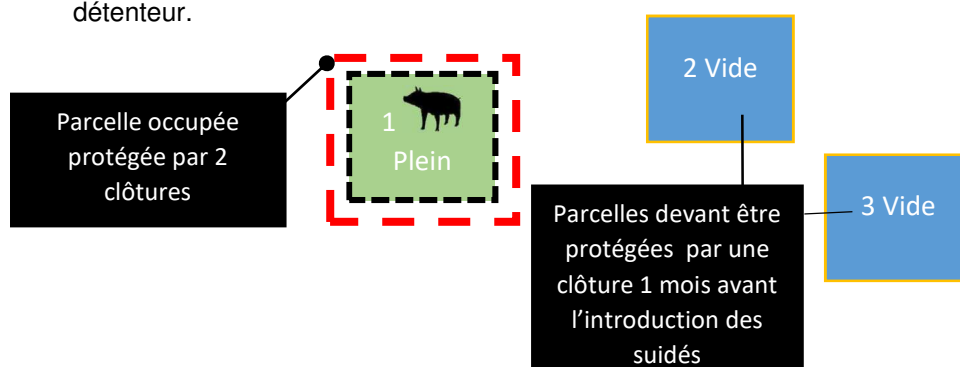 détenteur.
Parcelle occupée
protégée par 2
clôtures
1
Plein
2 Vide
3 Vide
Parcelles devant être
protégées par une
clôture 1 mois avant
l’introduction des
suidés